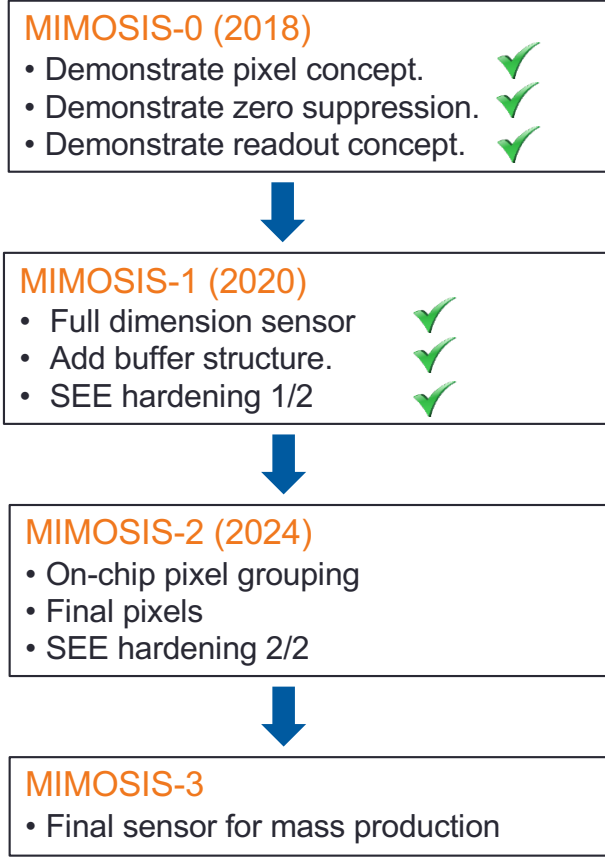 MIMOSIS-0 (2018)
• Demonstrate pixel concept.
• Demonstrate zero suppression.
• Demonstrate readout concept.
MIMOSIS-1 (2020)
• Full dimension sensor
• Add buffer structure.
• SEE hardening 1/2
MIMOSIS-2 (2024)
• On-chip pixel grouping
• Final pixels
• SEE hardening 2/2
MIMOSIS-3
• Final sensor for mass production